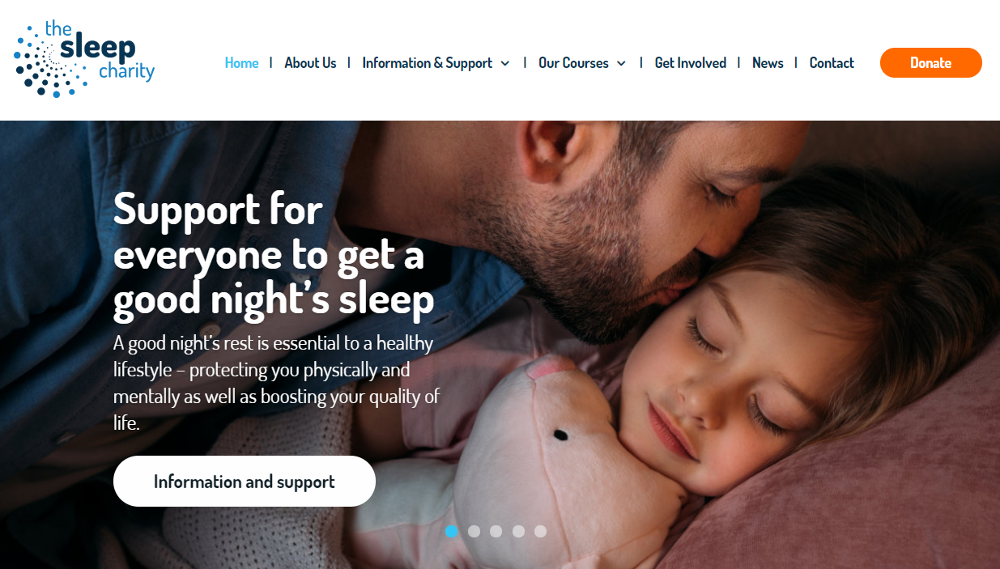 the
sleep
charity
Home | About Us | Information & Support | Our Courses | Get Involved | News | Contact
Donate
Support for
everyone to get a
good night’s sleep
A good night’s rest is essential to a healthy
lifestyle – protecting you physically and
mentally as well as boosting your quality of
life.
Information and support